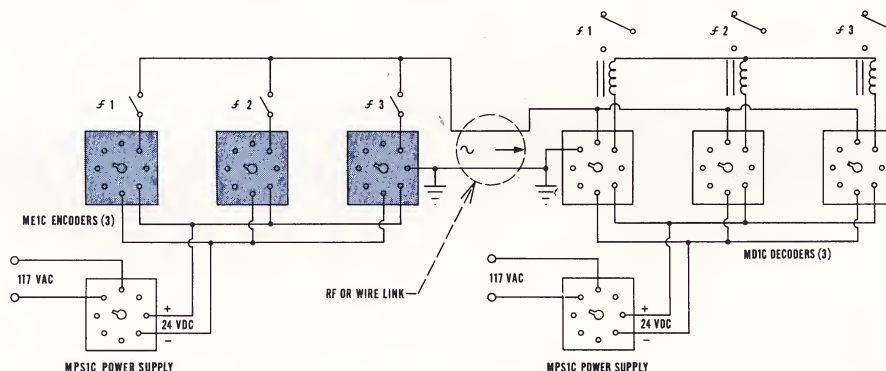 f 1
f 2
f 3
f 1
f 2
f 3
ME1C ENCODERS (3)
MD1C DECODERS (3)
117 VAC
+
24 VDC
−
RF OR WIRE LINK
117 VAC
+
24 VDC
−
MPS1C POWER SUPPLY
MPS1C POWER SUPPLY